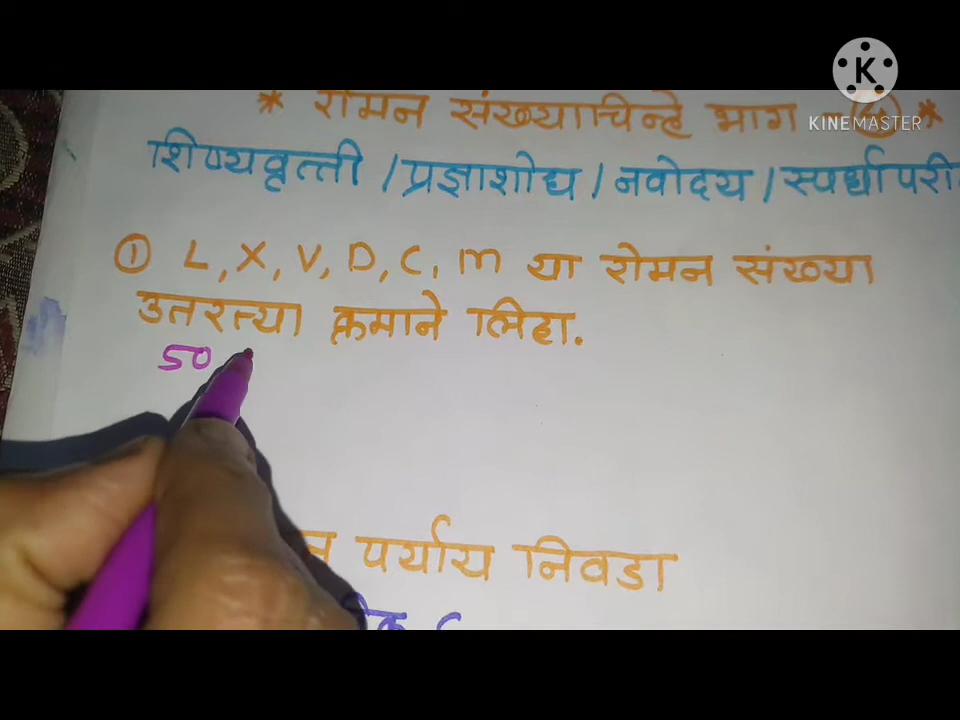 KINEMASTER
* रोमन संख्याचिन्हे भाग - *
शिष्यवृत्ती / प्रज्ञाशोध / नवोदय / स्पर्धा परी
① L, X, V, D, C, M या रोमन संख्या
उतरत्या क्रमाने लिहा.
50
पर्याय निवडा